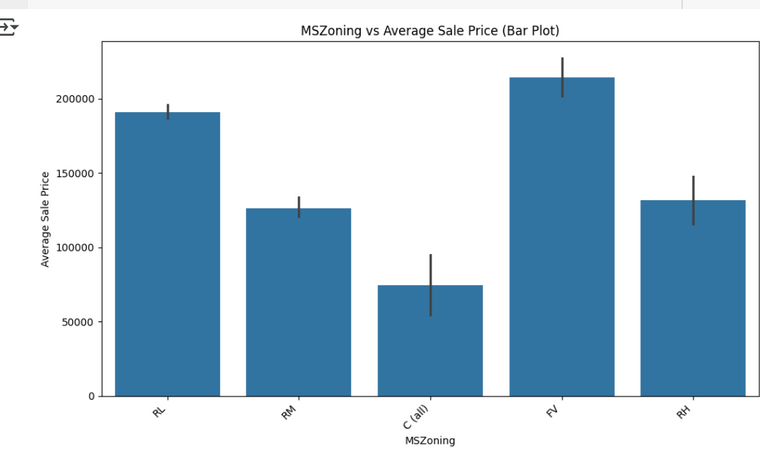 MSZoning vs Average Sale Price (Bar Plot)
200000
150000
100000
50000
0
Average Sale Price
RL
RM
C (all)
FV
RH
MSZoning